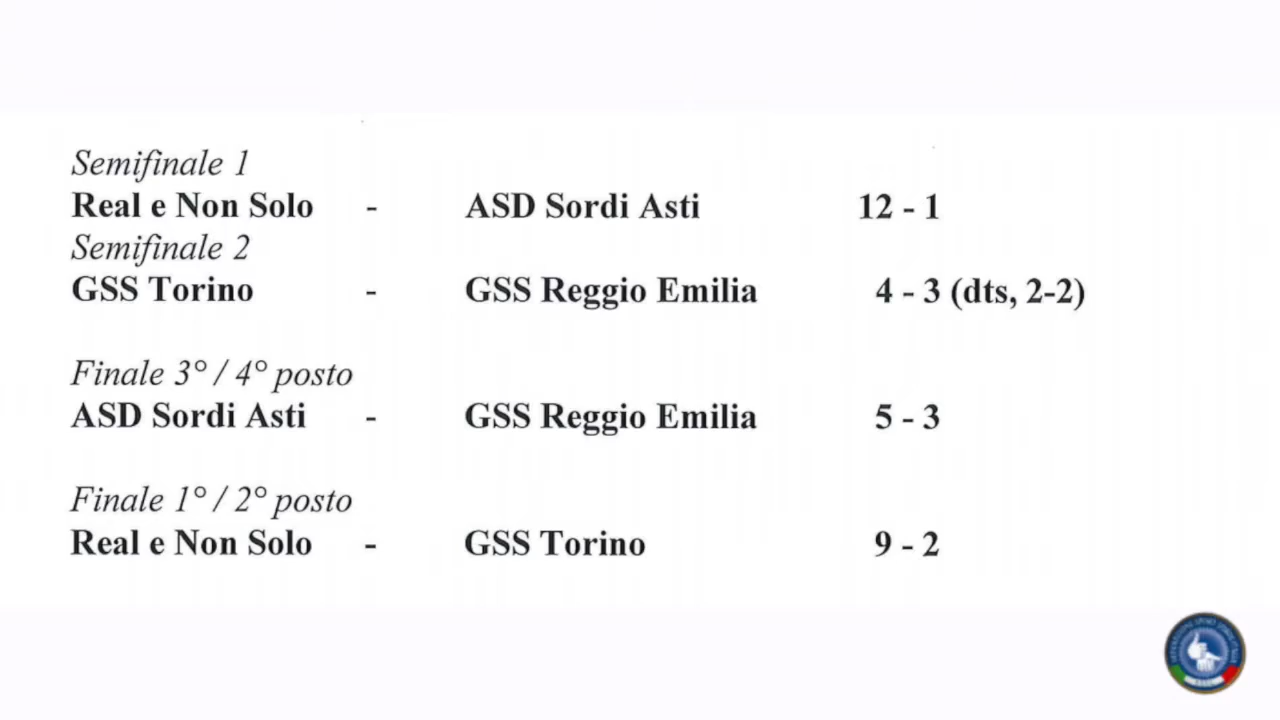 Semifinale 1
Real e Non Solo - ASD Sordi Asti 12 - 1
Semifinale 2
GSS Torino - GSS Reggio Emilia 4 - 3 (dts, 2-2)
Finale 3° / 4° posto
ASD Sordi Asti - GSS Reggio Emilia 5 - 3
Finale 1° / 2° posto
Real e Non Solo - GSS Torino 9 - 2